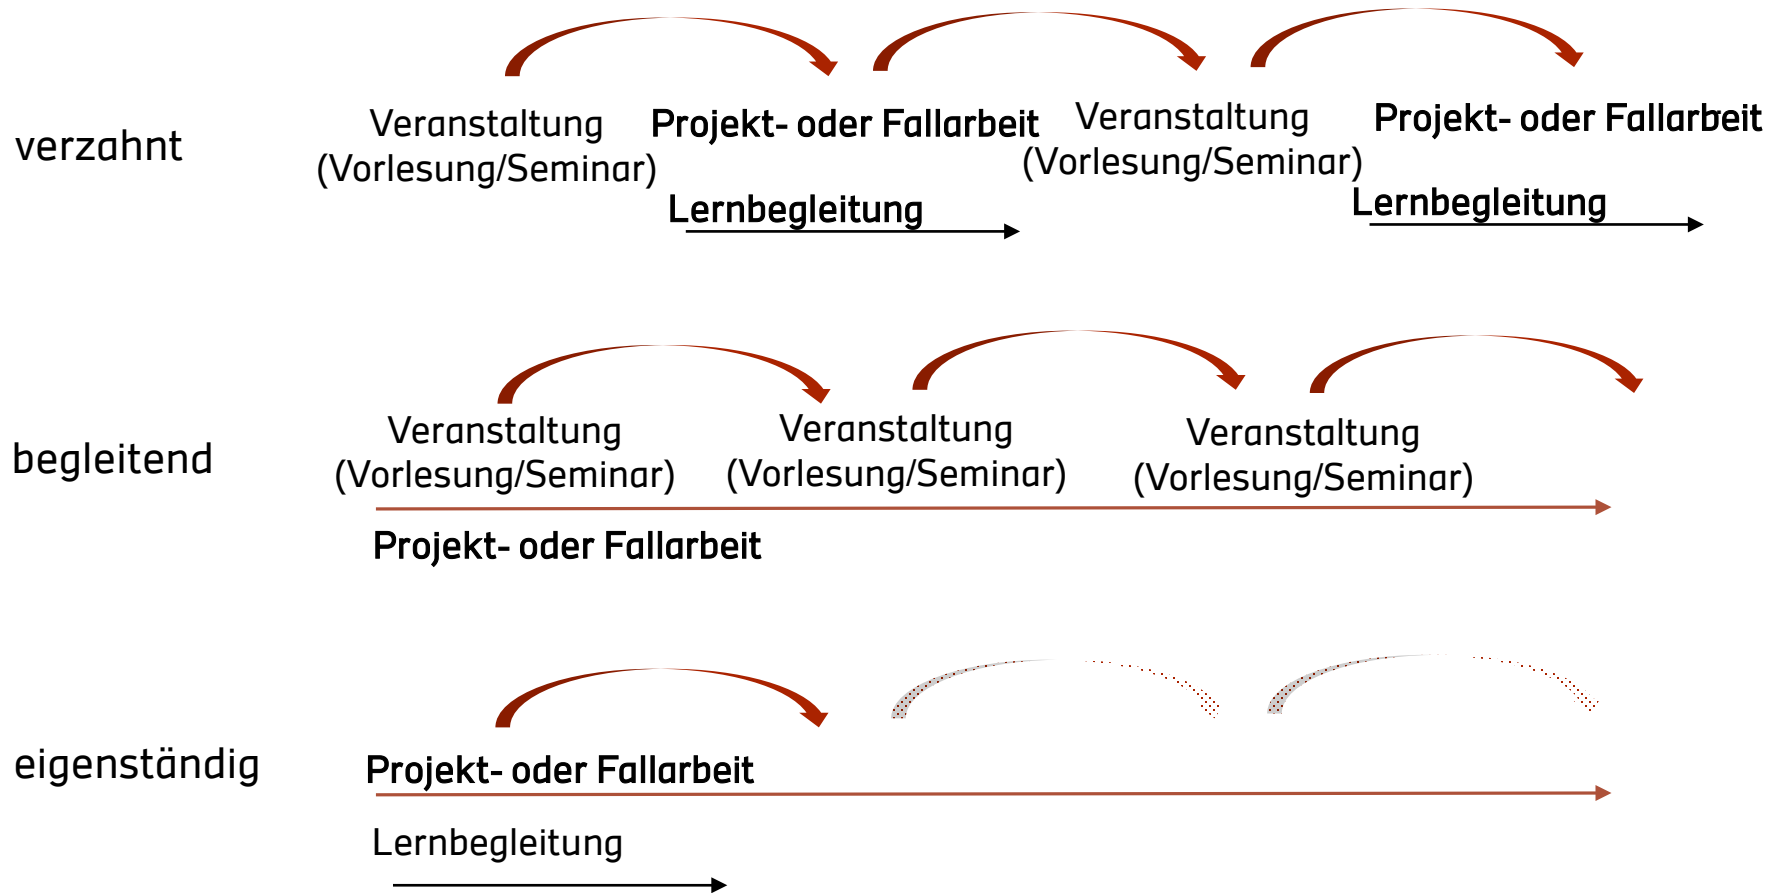 verzahnt
Veranstaltung
(Vorlesung/Seminar)
Projekt- oder Fallarbeit
Lernbegleitung
Veranstaltung
(Vorlesung/Seminar)
Projekt- oder Fallarbeit
Lernbegleitung
begleitend
Veranstaltung
(Vorlesung/Seminar)
Veranstaltung
(Vorlesung/Seminar)
Veranstaltung
(Vorlesung/Seminar)
Projekt- oder Fallarbeit
eigenständig
Projekt- oder Fallarbeit
Lernbegleitung